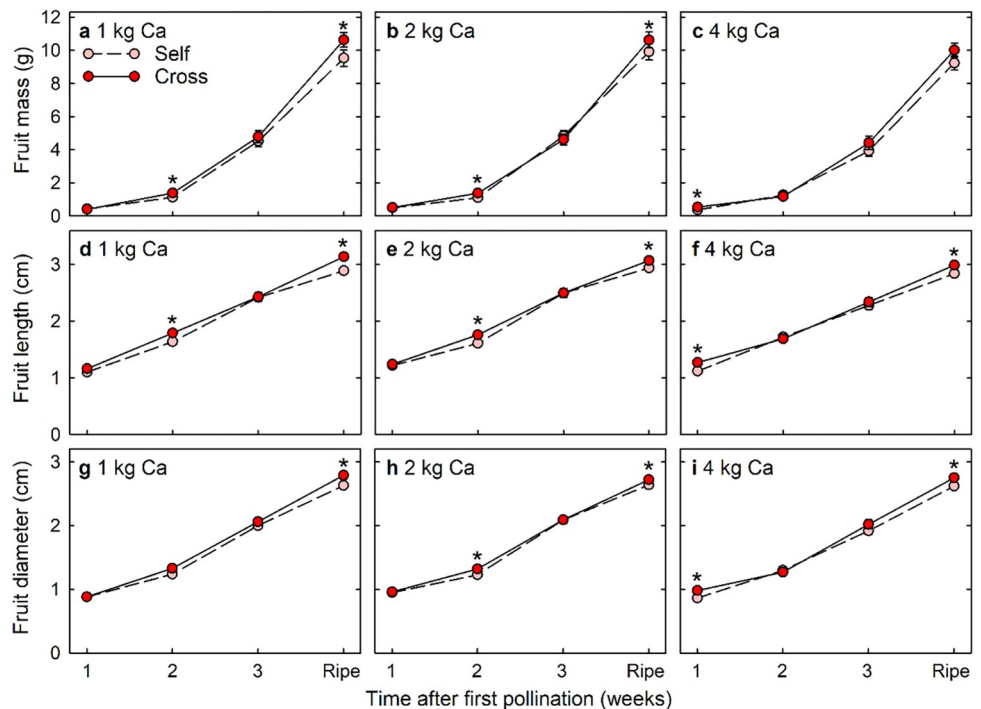 a 1 kg Ca
Self
Cross
b 2 kg Ca
c 4 kg Ca
*
*
*
*
*
12
10
8
6
4
2
0
Fruit mass (g)
d 1 kg Ca
e 2 kg Ca
f 4 kg Ca
*
*
*
*
*
*
3
2
1
0
Fruit length (cm)
g 1 kg Ca
h 2 kg Ca
i 4 kg Ca
*
*
*
*
*
3
2
1
0
Fruit diameter (cm)
1 2 3 Ripe
1 2 3 Ripe
1 2 3 Ripe
Time after first pollination (weeks)